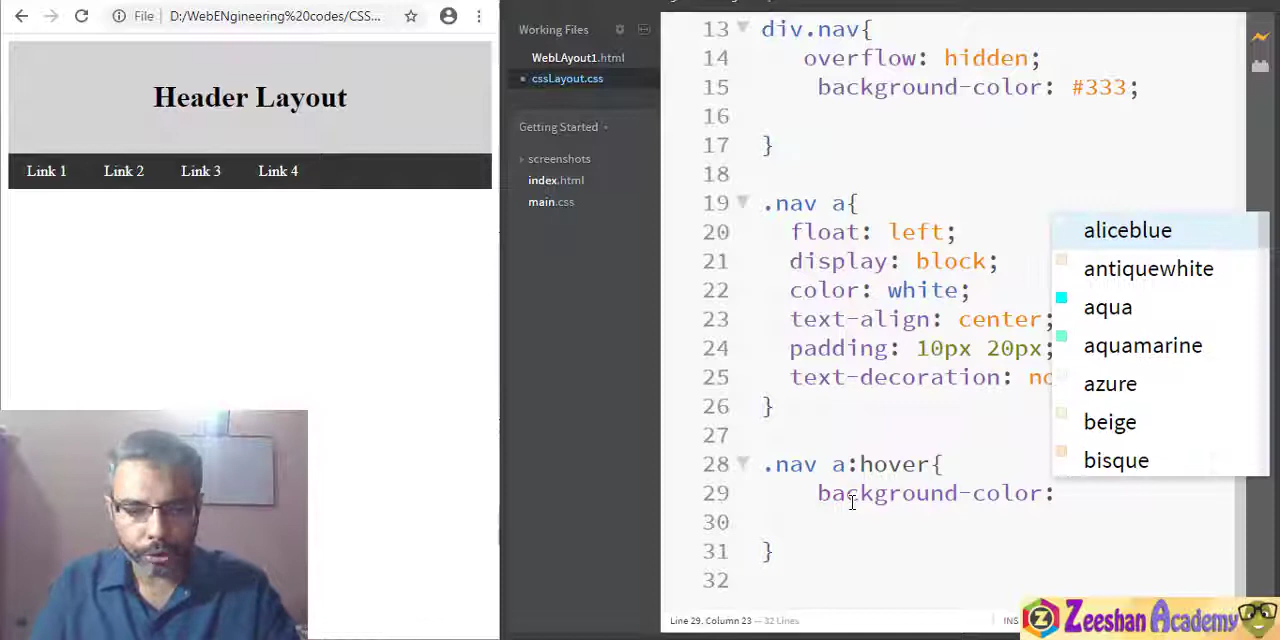 File | D:/WebENgineering%20codes/CSS...
Header Layout
Link 1 Link 2 Link 3 Link 4
Working Files
WebLAyout1.html
cssLayout.css
Getting Started
screenshots
index.html
main.css
13 div.nav{
14 overflow: hidden;
15 background-color: #333;
16
17 }
18
19 .nav a{
20 float: left;
21 display: block;
22 color: white;
23 text-align: center;
24 padding: 10px 20px;
25 text-decoration: no
26 }
27
28 .nav a:hover{
29 background-color:
30
31 }
32
aliceblue
antiquewhite
aqua
aquamarine
azure
beige
bisque
Line 29, Column 23 — 32 Lines
INS
Zeeshan Academy